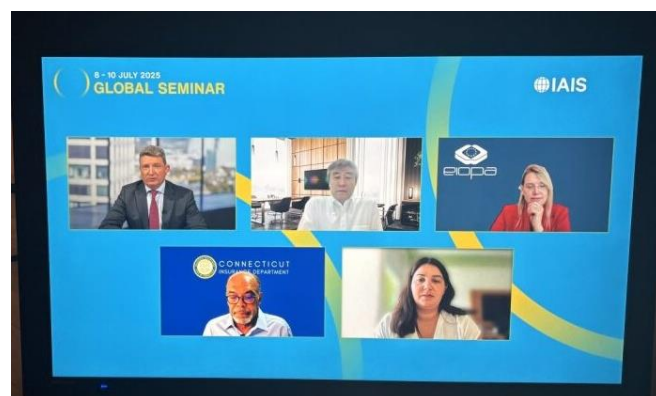 8 - 10 JULY 2025
GLOBAL SEMINAR
IAIS
eiopa
CONNECTICUT
INSURANCE DEPARTMENT